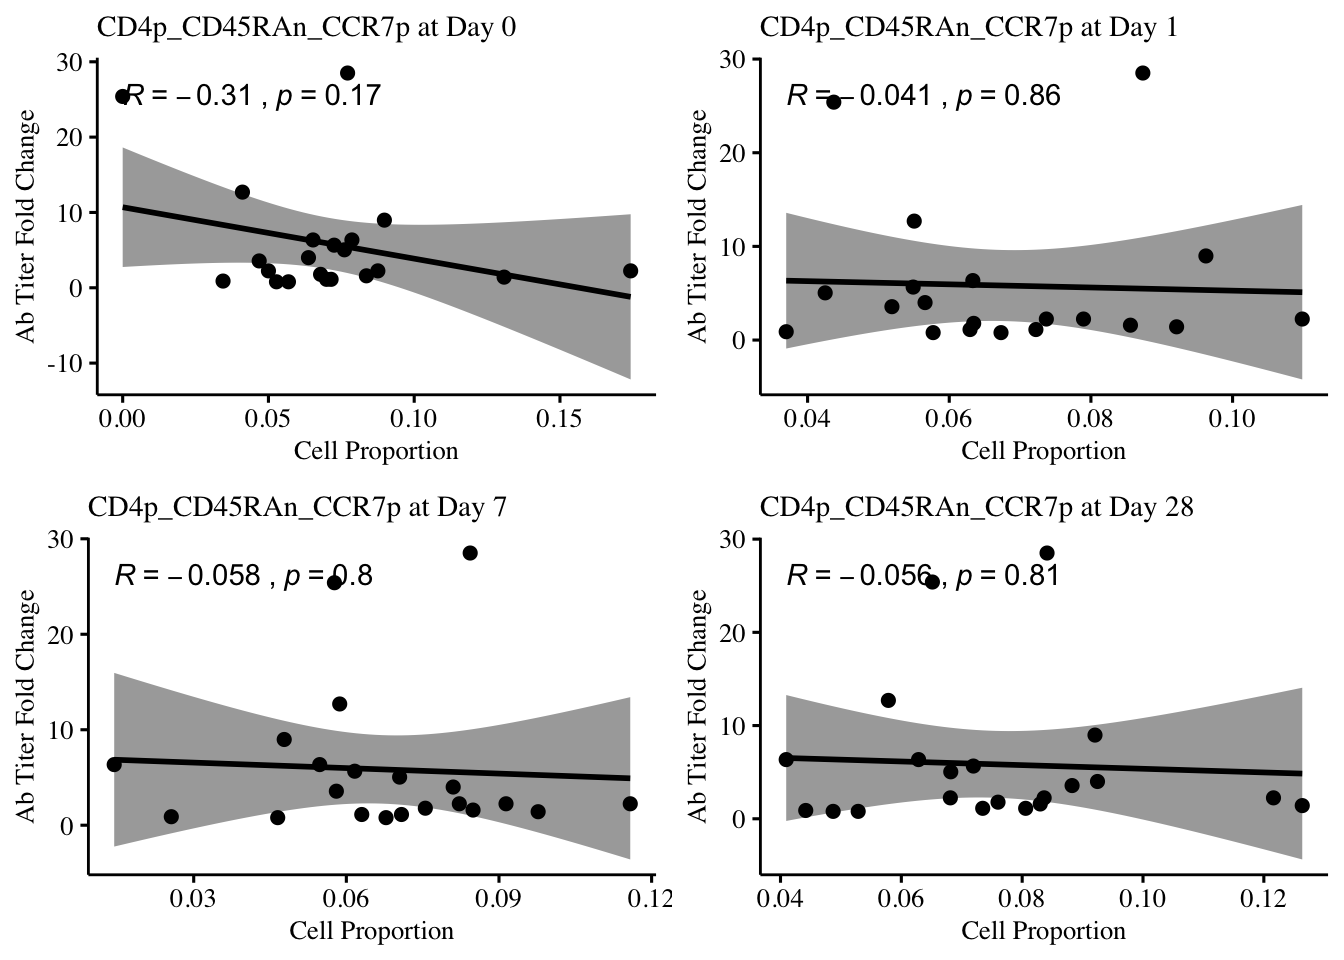 CD4p_CD45RAn_CCR7p at Day 0
R = −0.31 , p = 0.17
Ab Titer Fold Change
30
20
10
0
-10
0.00 0.05 0.10 0.15
Cell Proportion
CD4p_CD45RAn_CCR7p at Day 1
R = −0.041 , p = 0.86
Ab Titer Fold Change
30
20
10
0
0.04 0.06 0.08 0.10
Cell Proportion
CD4p_CD45RAn_CCR7p at Day 7
R = −0.058 , p = 0.8
Ab Titer Fold Change
30
20
10
0
0.03 0.06 0.09 0.12
Cell Proportion
CD4p_CD45RAn_CCR7p at Day 28
R = −0.056 , p = 0.81
Ab Titer Fold Change
30
20
10
0
0.04 0.06 0.08 0.10 0.12
Cell Proportion